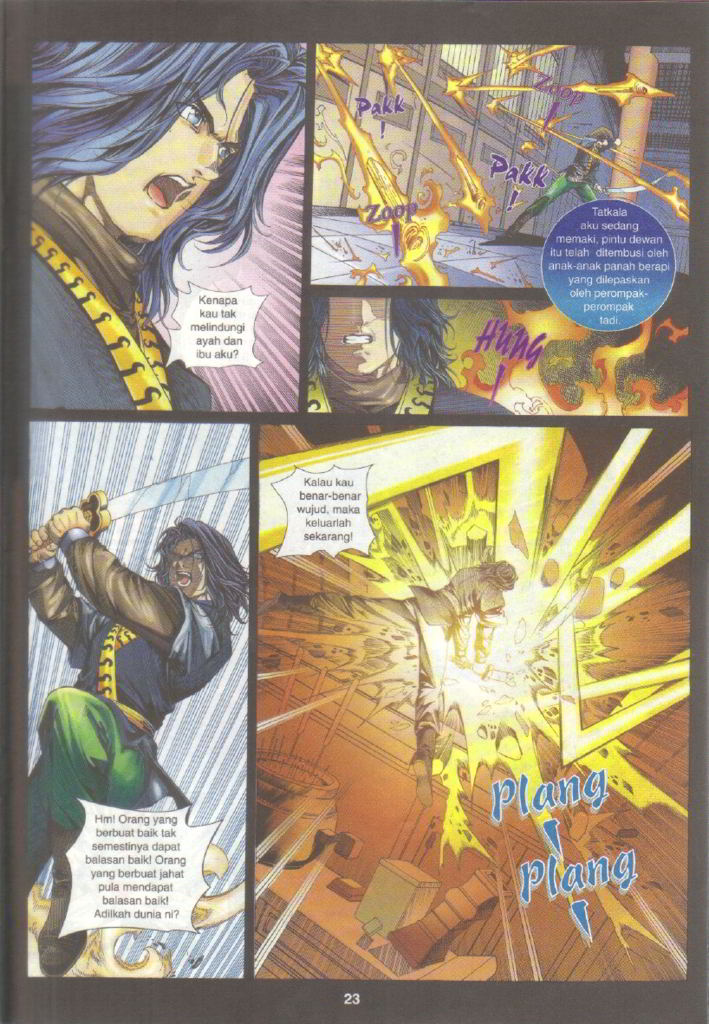 Kenapa
kau tak
melindungi
ayah dan
ibu aku?
Pakk
!
Zoop
!
Pakk
!
Zoop
!
Tatkala
aku sedang
memaki, pintu dewan
itu telah ditembusi oleh
anak-anak panah berapi
yang dilepaskan
oleh perompak-
perompak
tadi.
HUNG
!
Hm! Orang yang
berbuat baik tak
semestinya dapat
balasan baik! Orang
yang berbuat jahat
pula mendapat
balasan baik!
Adilkah dunia ni?
Kalau kau
benar-benar
wujud, maka
keluarlah
sekarang!
Plang
!
Plang
!
23